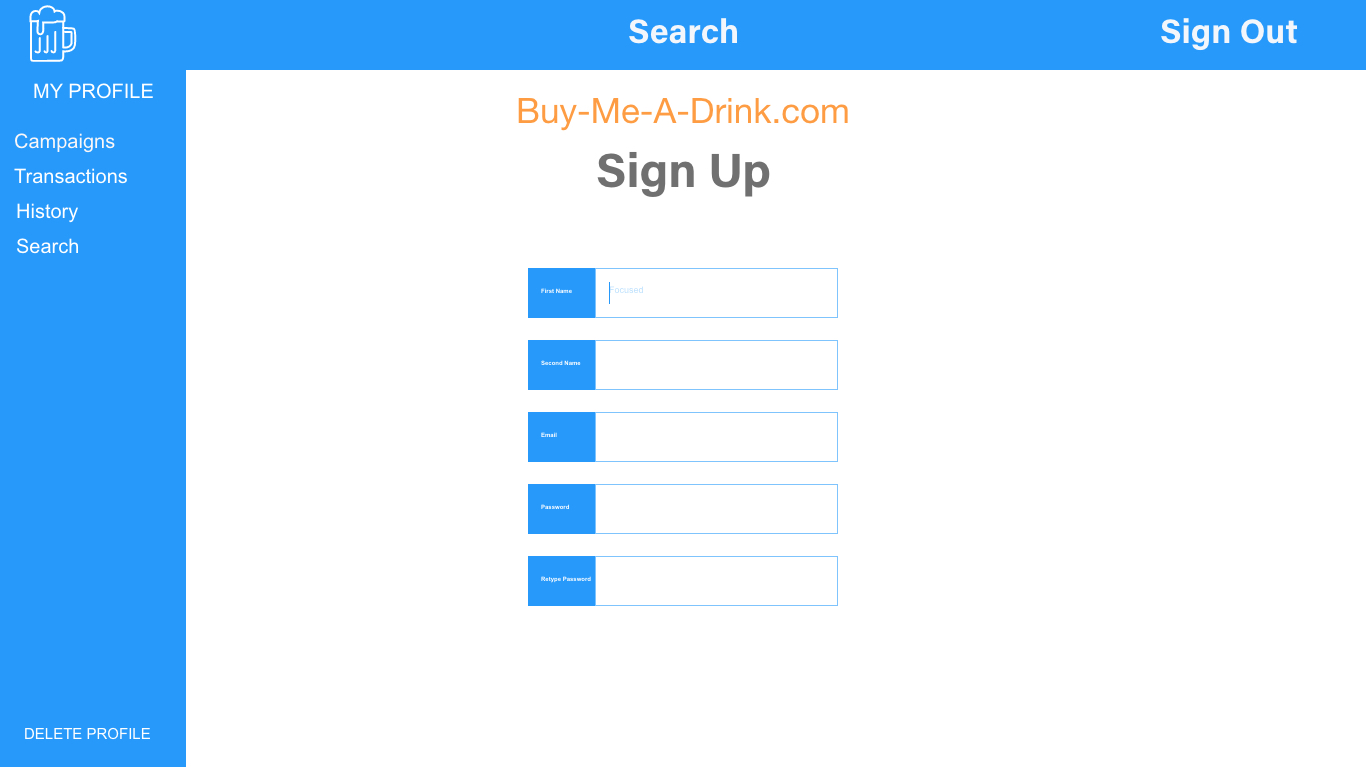 Search
Sign Out
MY PROFILE
Campaigns
Transactions
History
Search
DELETE PROFILE
Buy-Me-A-Drink.com
Sign Up
First Name
Focused
Second Name
Email
Password
Retype Password